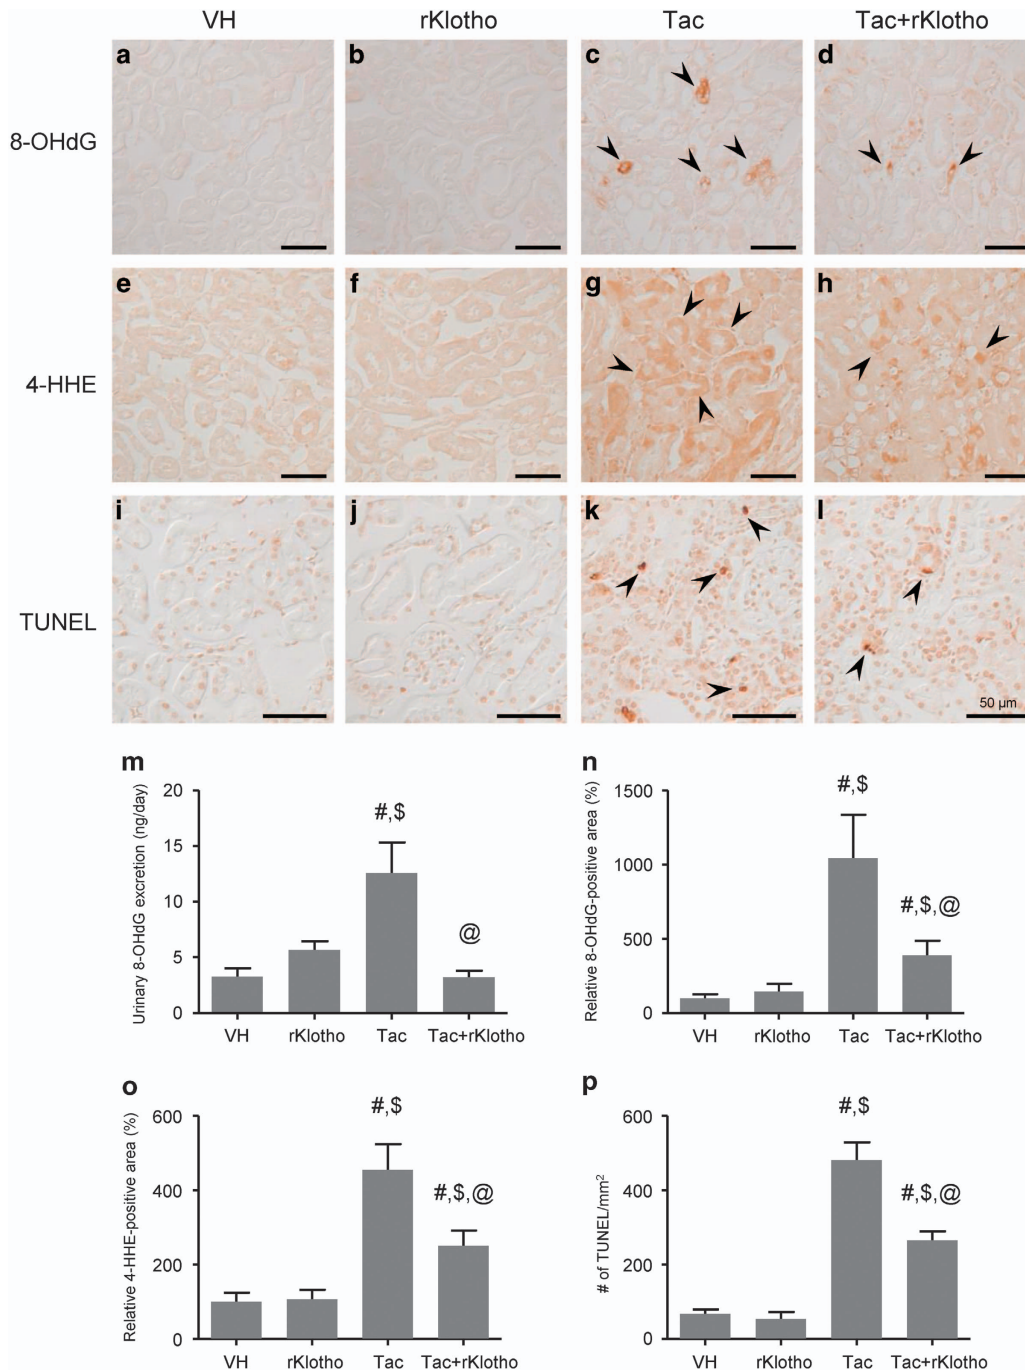 VH rKlotho Tac Tac+rKlotho
a b c d
8-OHdG
e f g h
4-HHE
i j k l
TUNEL
50 µm
m
Urinary 8-OHdG excretion (ng/day)
20
15
10
5
0
#,$
@
VH rKlotho Tac Tac+rKlotho
n
Relative 8-OHdG-positive area (%)
1500
1000
500
0
#,$
#,$,@
VH rKlotho Tac Tac+rKlotho
o
Relative 4-HHE-positive area (%)
600
400
200
0
#,$
#,$,@
VH rKlotho Tac Tac+rKlotho
p
# of TUNEL/mm²
600
400
200
0
#,$
#,$,@
VH rKlotho Tac Tac+rKlotho